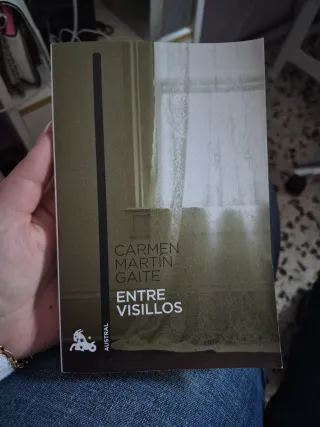 CARMEN
MARTÍN
GAITE
ENTRE
VISILLOS
AUSTRAL